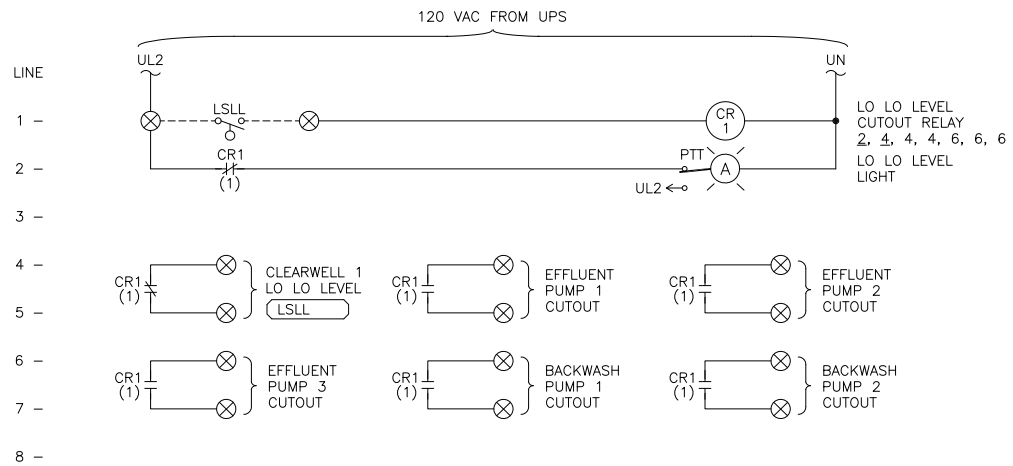 120 VAC FROM UPS
UL2
UN
LINE
1 –
LSLL
CR
1
LO LO LEVEL
CUTOUT RELAY
2, 4, 4, 4, 6, 6, 6
2 –
CR1
(1)
PTT
A
UL2
LO LO LEVEL
LIGHT
3 –
4 –
5 –
CR1
(1)
CLEARWELL 1
LO LO LEVEL
LSLL
CR1
(1)
EFFLUENT
PUMP 1
CUTOUT
CR1
(1)
EFFLUENT
PUMP 2
CUTOUT
6 –
7 –
CR1
(1)
EFFLUENT
PUMP 3
CUTOUT
CR1
(1)
BACKWASH
PUMP 1
CUTOUT
CR1
(1)
BACKWASH
PUMP 2
CUTOUT
8 –